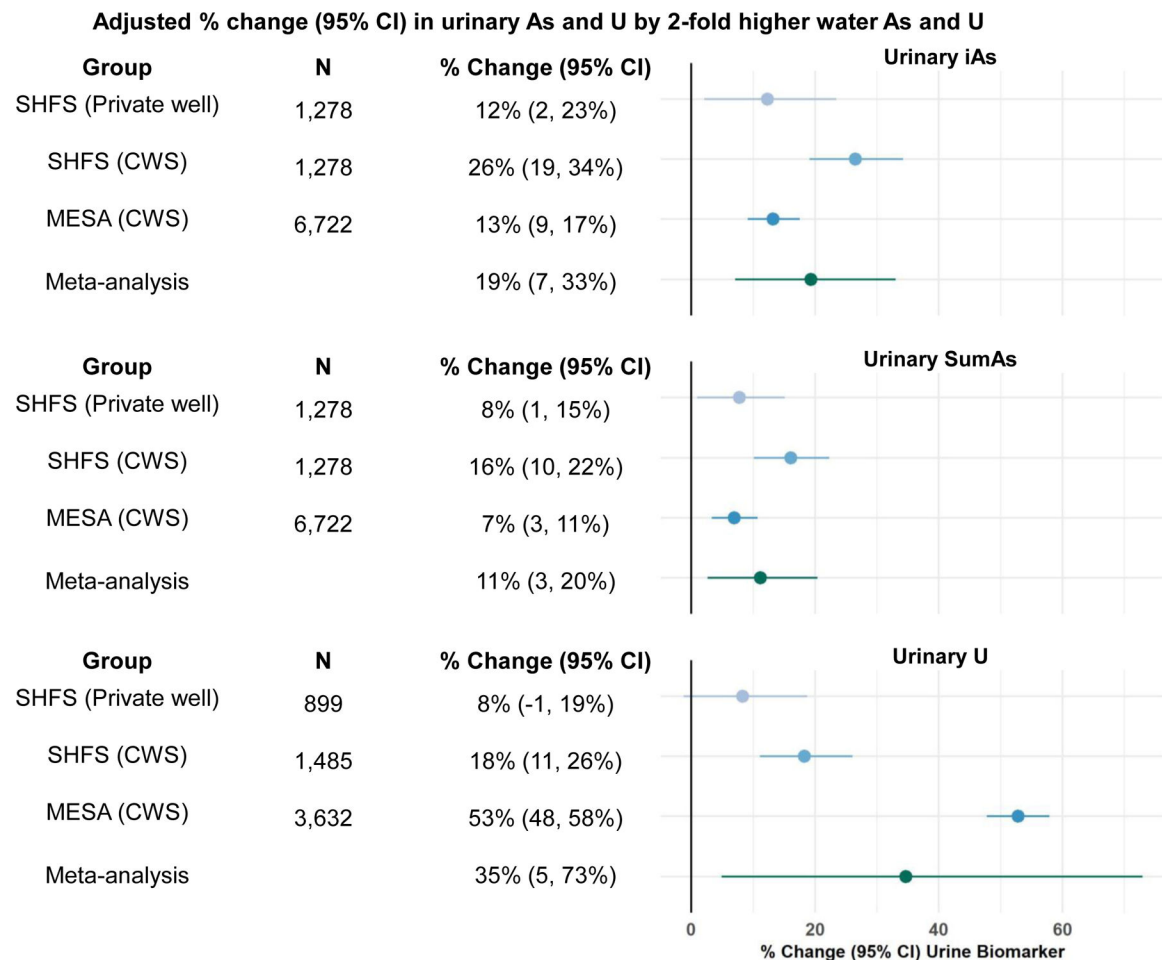 Adjusted % change (95% CI) in urinary As and U by 2-fold higher water As and U
Group N % Change (95% CI) Urinary iAs
SHFS (Private well) 1,278 12% (2, 23%)
SHFS (CWS) 1,278 26% (19, 34%)
MESA (CWS) 6,722 13% (9, 17%)
Meta-analysis 19% (7, 33%)
Group N % Change (95% CI) Urinary SumAs
SHFS (Private well) 1,278 8% (1, 15%)
SHFS (CWS) 1,278 16% (10, 22%)
MESA (CWS) 6,722 7% (3, 11%)
Meta-analysis 11% (3, 20%)
Group N % Change (95% CI) Urinary U
SHFS (Private well) 899 8% (-1, 19%)
SHFS (CWS) 1,485 18% (11, 26%)
MESA (CWS) 3,632 53% (48, 58%)
Meta-analysis 35% (5, 73%)
0 20 40 60
% Change (95% CI) Urine Biomarker